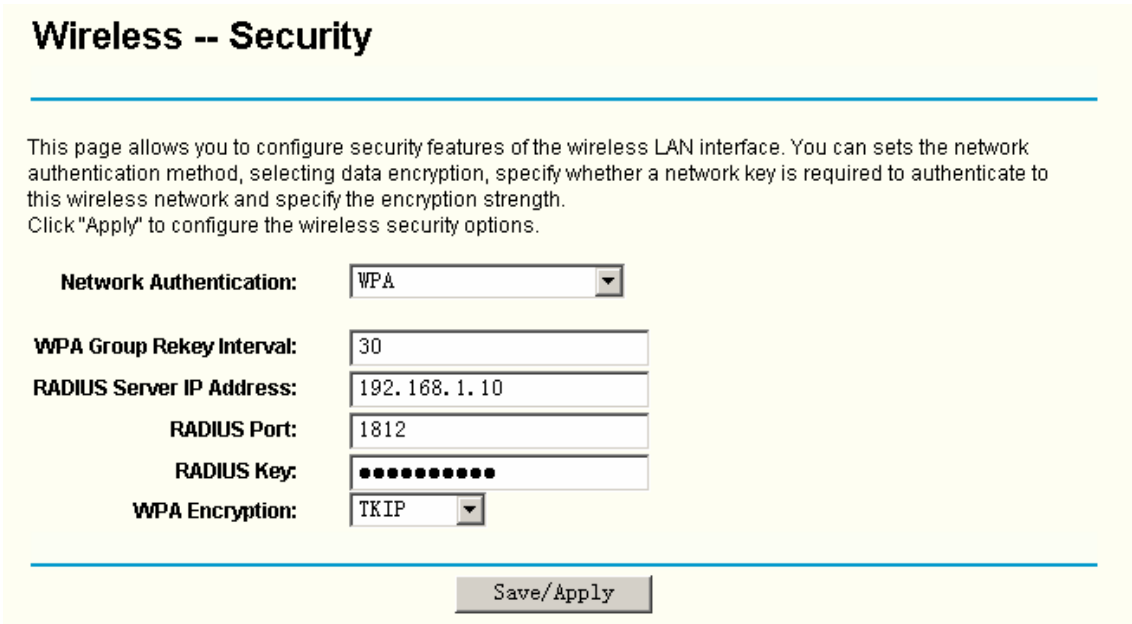 Wireless -- Security
This page allows you to configure security features of the wireless LAN interface. You can sets the network
authentication method, selecting data encryption, specify whether a network key is required to authenticate to
this wireless network and specify the encryption strength.
Click "Apply" to configure the wireless security options.
Network Authentication: WPA
WPA Group Rekey Interval: 30
RADIUS Server IP Address: 192.168.1.10
RADIUS Port: 1812
RADIUS Key: ●●●●●●●●●●
WPA Encryption: TKIP
Save/Apply